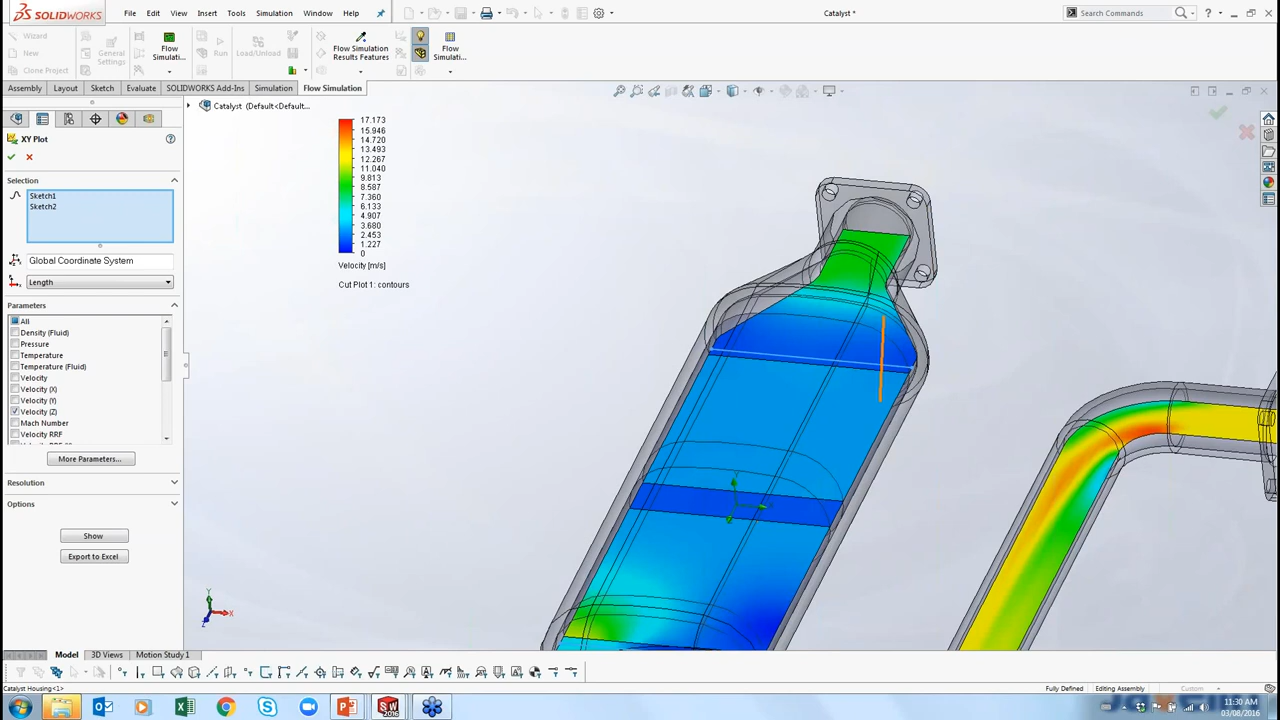 SOLIDWORKS
File Edit View Insert Tools Simulation Window Help
Catalyst *
Search Commands
Wizard
New
Clone Project
General Settings
Flow Simulati...
Run
Load/Unload
Flow Simulation Results Features
Flow Simulati...
Assembly Layout Sketch Evaluate SOLIDWORKS Add-Ins Simulation Flow Simulation
Catalyst (Default<Default...
XY Plot
Selection
Sketch1
Sketch2
Global Coordinate System
Length
Parameters
All
Density (Fluid)
Pressure
Temperature
Temperature (Fluid)
Velocity
Velocity (X)
Velocity (Y)
Velocity (Z)
Mach Number
Velocity RRF
More Parameters...
Resolution
Options
Show
Export to Excel
17.173
15.946
14.720
13.493
12.267
11.040
9.813
8.587
7.360
6.133
4.907
3.680
2.453
1.227
0
Velocity [m/s]
Cut Plot 1: contours
Y
X
Z
Model 3D Views Motion Study 1
Catalyst Housing<1>
Fully Defined Editing Assembly Custom
11:30 AM
03/08/2016